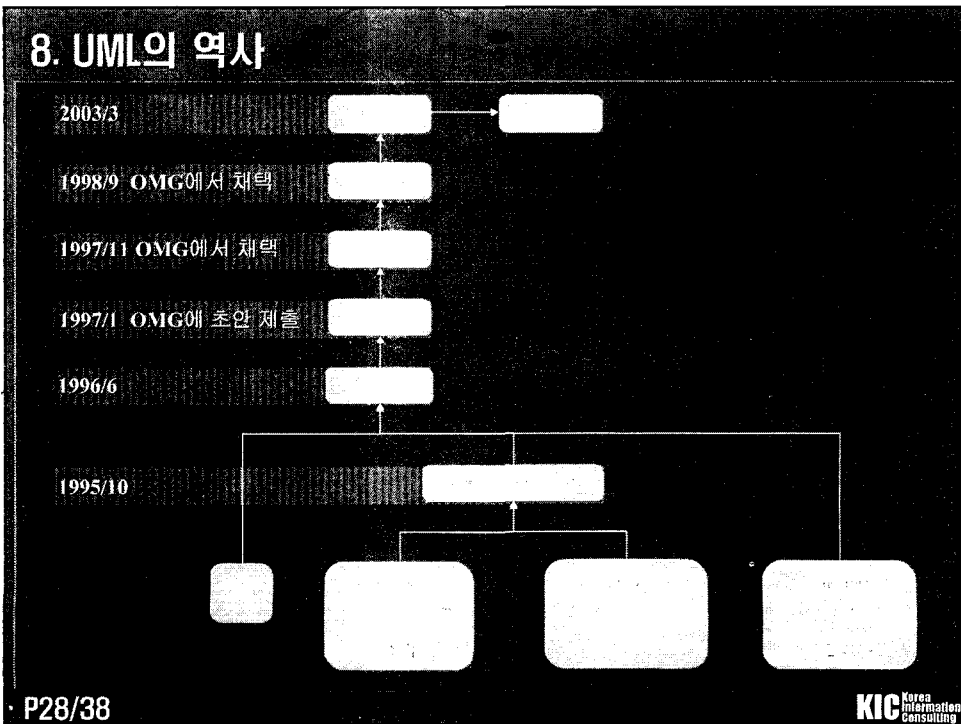 8. UML의 역사
2003/3
1998/9 OMG에서 채택
1997/11 OMG에서 채택
1997/1 OMG에 초안 제출
1996/6
1995/10
P28/38
KIC Korea Information Consulting